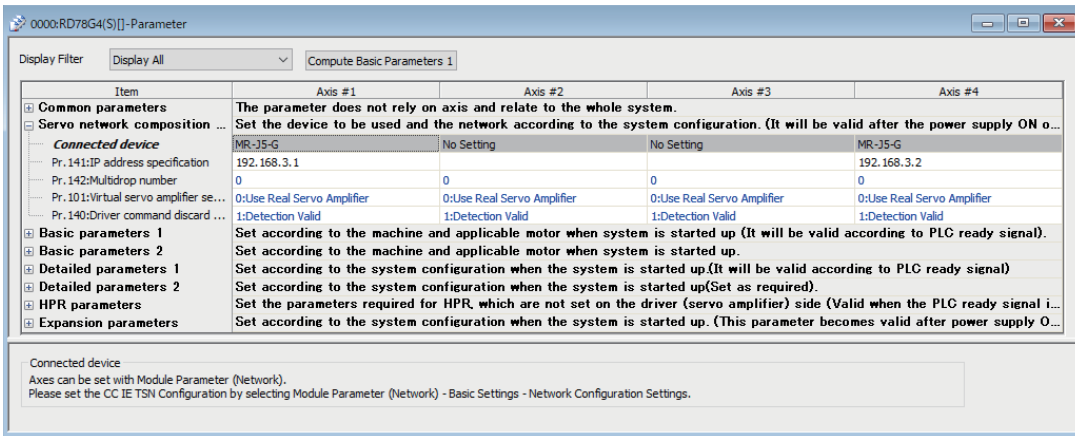 0000:RD78G4(S)[]-Parameter
Display Filter Display All Compute Basic Parameters 1
Item Axis #1 Axis #2 Axis #3 Axis #4
Common parameters The parameter does not rely on axis and relate to the whole system.
Servo network composition ... Set the device to be used and the network according to the system configuration. (It will be valid after the power supply ON o...
Connected device MR-J5-G No Setting No Setting MR-J5-G
Pr.141:IP address specification 192.168.3.1 192.168.3.2
Pr.142:Multidrop number 0 0 0 0
Pr.101:Virtual servo amplifier se... 0:Use Real Servo Amplifier 0:Use Real Servo Amplifier 0:Use Real Servo Amplifier 0:Use Real Servo Amplifier
Pr.140:Driver command discard ... 1:Detection Valid 1:Detection Valid 1:Detection Valid 1:Detection Valid
Basic parameters 1 Set according to the machine and applicable motor when system is started up (It will be valid according to PLC ready signal).
Basic parameters 2 Set according to the machine and applicable motor when system is started up.
Detailed parameters 1 Set according to the system configuration when the system is started up.(It will be valid according to PLC ready signal)
Detailed parameters 2 Set according to the system configuration when the system is started up(Set as required).
HPR parameters Set the parameters required for HPR, which are not set on the driver (servo amplifier) side (Valid when the PLC ready signal i...
Expansion parameters Set according to the system configuration when the system is started up. (This parameter becomes valid after power supply O...
Connected device
Axes can be set with Module Parameter (Network).
Please set the CC IE TSN Configuration by selecting Module Parameter (Network) - Basic Settings - Network Configuration Settings.